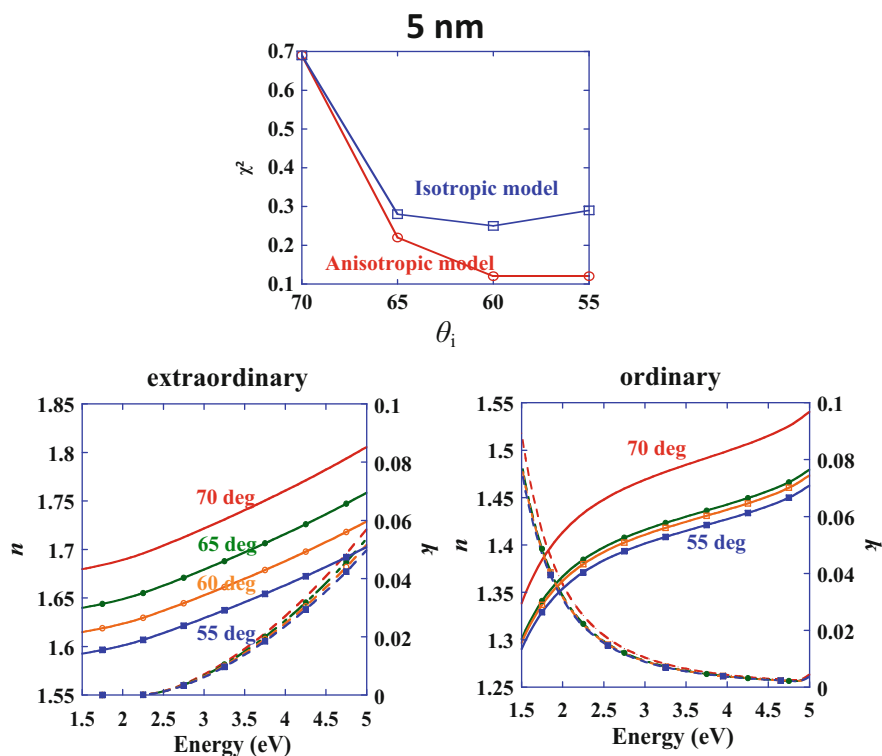 5 nm
0.7
0.6
0.5
0.4
0.3
0.2
0.1
χ²
Isotropic model
Anisotropic model
70 65 60 55
θi
extraordinary
1.85
1.8
1.75
1.7
1.65
1.6
1.55
n
70 deg
65 deg
60 deg
55 deg
0.1
0.08
0.06
0.04
0.02
0
k
1.5 2 2.5 3 3.5 4 4.5 5
Energy (eV)
ordinary
1.55
1.5
1.45
1.4
1.35
1.3
1.25
n
70 deg
55 deg
0.1
0.08
0.06
0.04
0.02
0
k
1.5 2 2.5 3 3.5 4 4.5 5
Energy (eV)